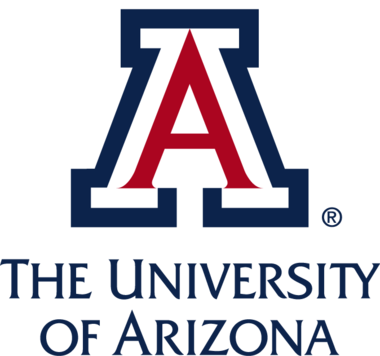 A ®
THE UNIVERSITY
OF ARIZONA